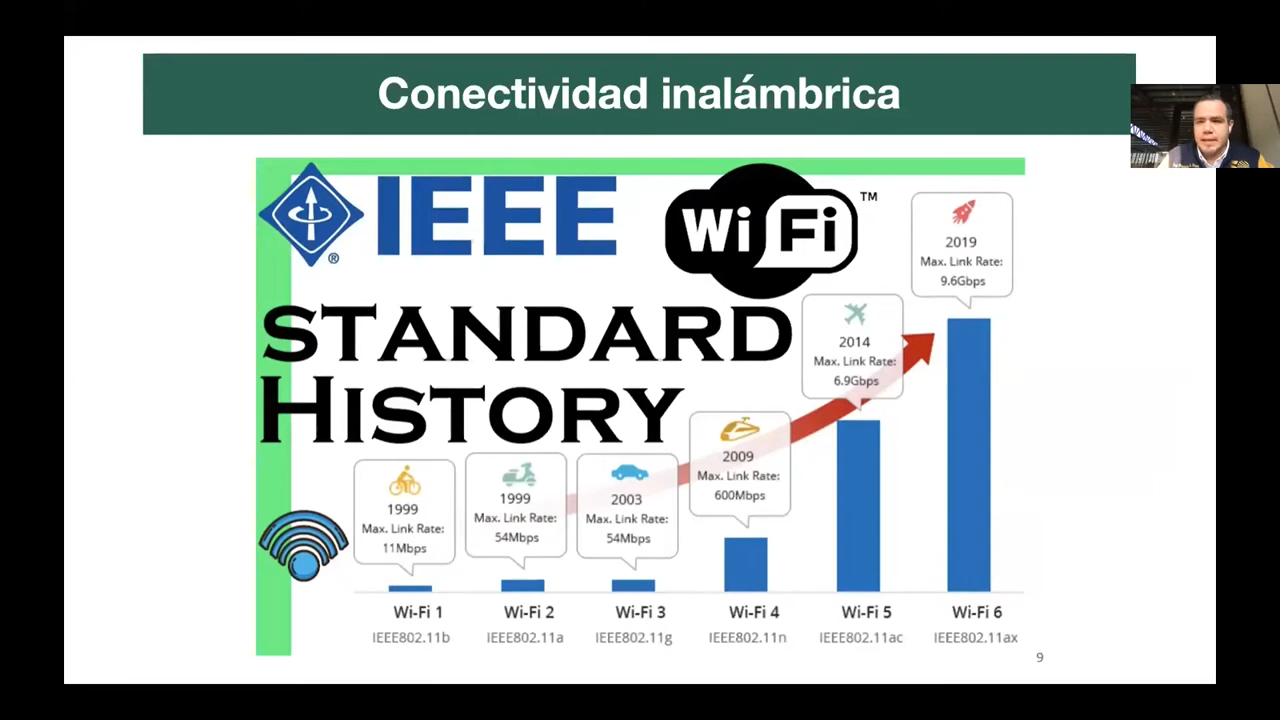 Conectividad inalámbrica
IEEE
®
Wi Fi
TM
STANDARD
HISTORY
1999
Max. Link Rate:
11Mbps
1999
Max. Link Rate:
54Mbps
2003
Max. Link Rate:
54Mbps
2009
Max. Link Rate:
600Mbps
2014
Max. Link Rate:
6.9Gbps
2019
Max. Link Rate:
9.6Gbps
Wi-Fi 1
Wi-Fi 2
Wi-Fi 3
Wi-Fi 4
Wi-Fi 5
Wi-Fi 6
IEEE802.11b
IEEE802.11a
IEEE802.11g
IEEE802.11n
IEEE802.11ac
IEEE802.11ax
9